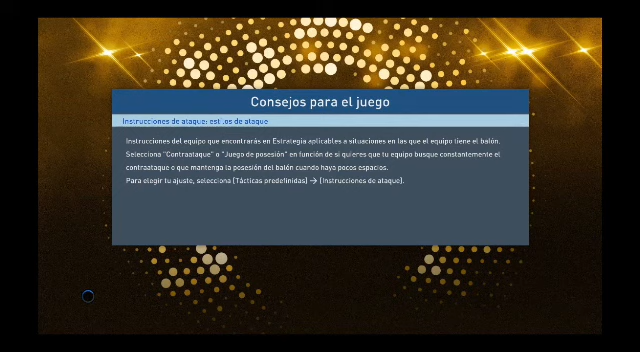 Consejos para el juego
Instrucciones de ataque: estilos de ataque
Instrucciones del equipo que encontrarás en Estrategia aplicables a situaciones en las que el equipo tiene el balón.
Selecciona "Contraataque" o "Juego de posesión" en función de si quieres que tu equipo busque constantemente el
contraataque o que mantenga la posesión del balón cuando haya pocos espacios.
Para elegir tu ajuste, selecciona [Tácticas predefinidas] → [Instrucciones de ataque].